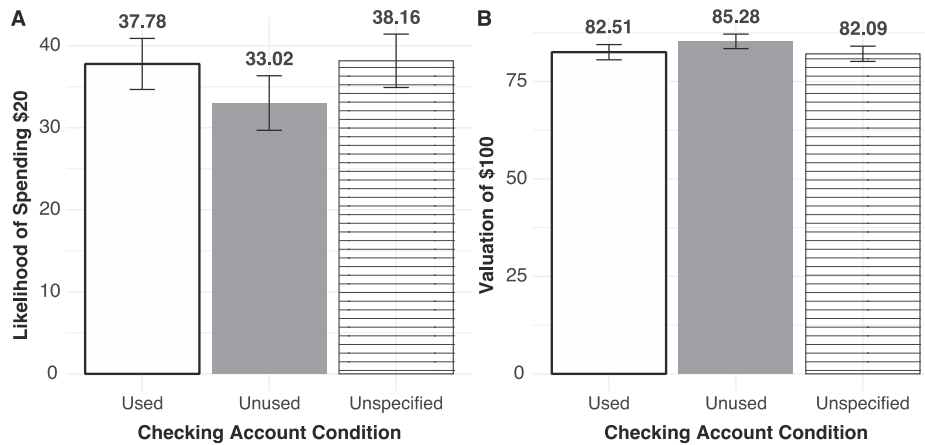 A
37.78
33.02
38.16
40
30
20
10
0
Likelihood of Spending $20
Used
Unused
Unspecified
Checking Account Condition
B
82.51
85.28
82.09
75
50
25
0
Valuation of $100
Used
Unused
Unspecified
Checking Account Condition